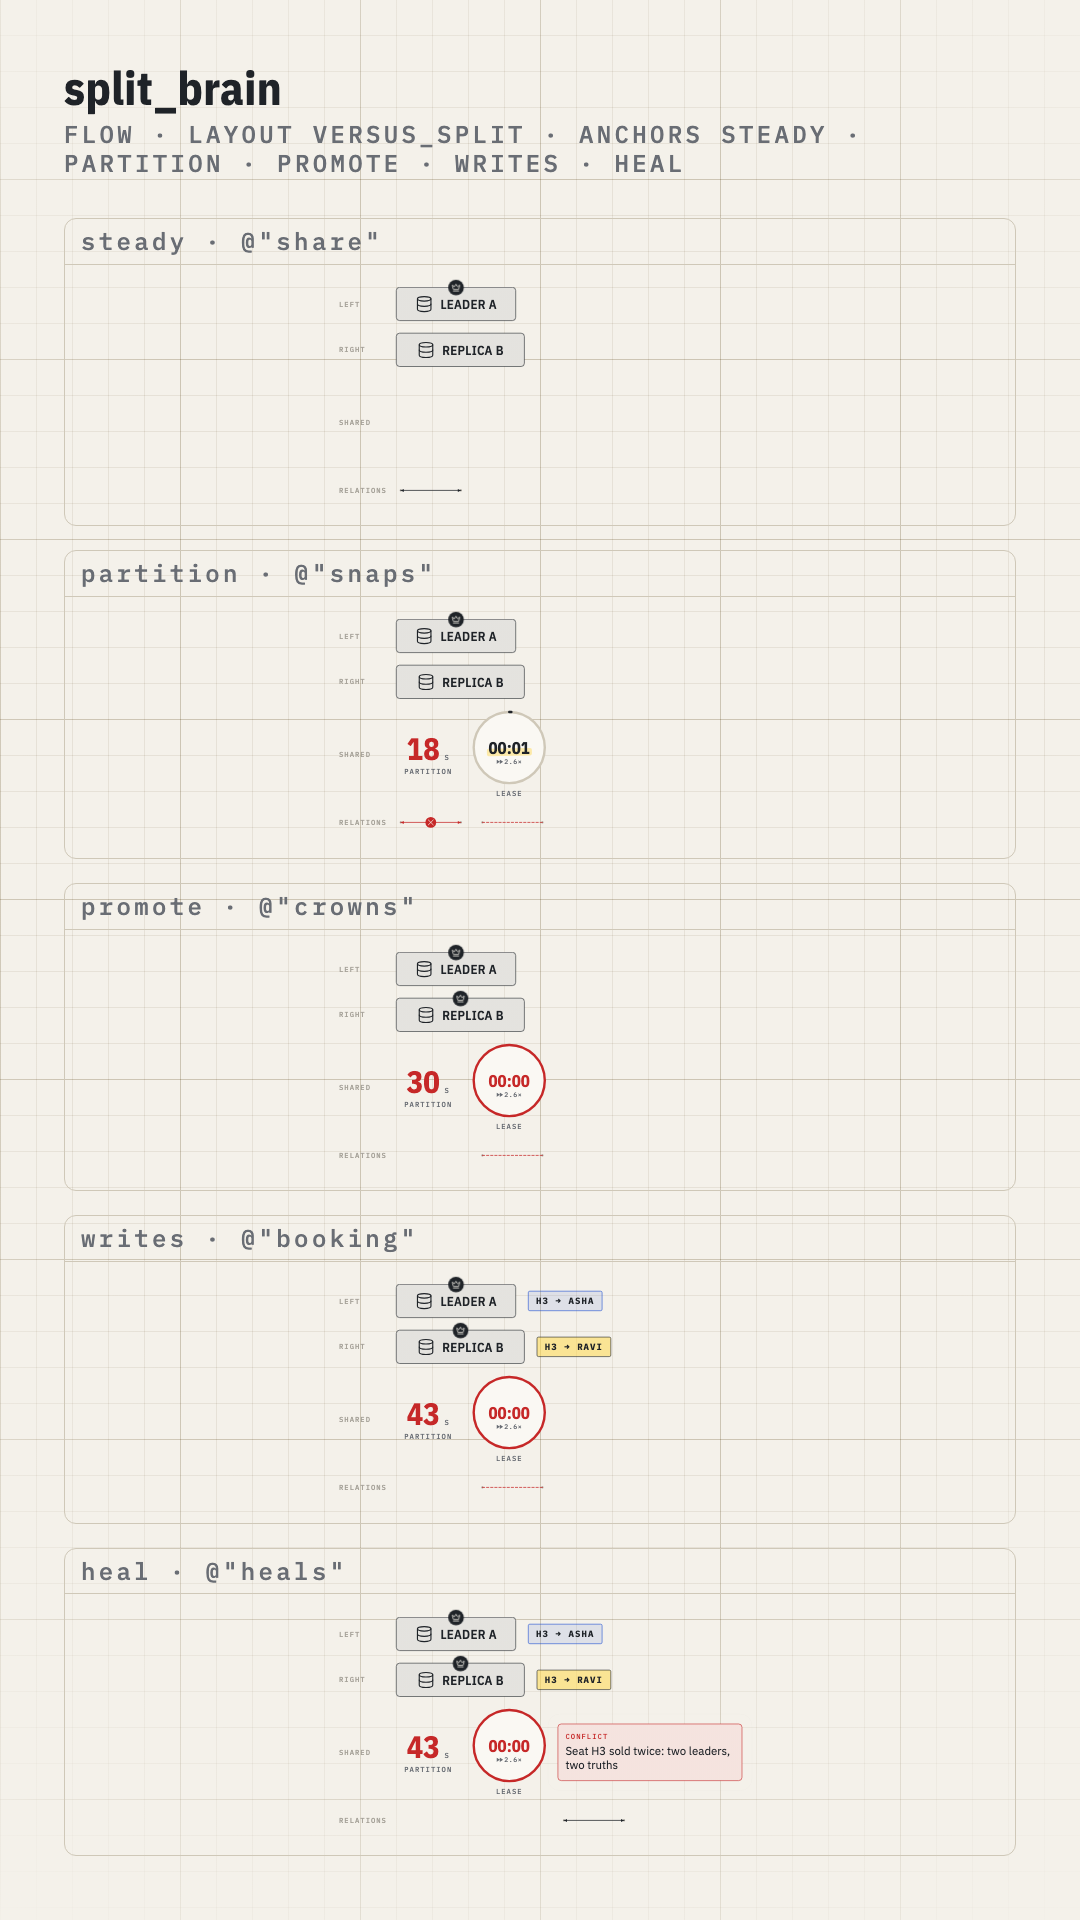 split_brain
FLOW · LAYOUT VERSUS_SPLIT · ANCHORS STEADY ·
PARTITION · PROMOTE · WRITES · HEAL
steady · @"share"
LEFT
LEADER A
RIGHT
REPLICA B
SHARED
RELATIONS
partition · @"snaps"
LEFT
LEADER A
RIGHT
REPLICA B
SHARED
18 s
PARTITION
00:01
2.6×
LEASE
RELATIONS
promote · @"crowns"
LEFT
LEADER A
RIGHT
REPLICA B
SHARED
30 s
PARTITION
00:00
2.6×
LEASE
RELATIONS
writes · @"booking"
LEFT
LEADER A
H3 → ASHA
RIGHT
REPLICA B
H3 → RAVI
SHARED
43 s
PARTITION
00:00
2.6×
LEASE
RELATIONS
heal · @"heals"
LEFT
LEADER A
H3 → ASHA
RIGHT
REPLICA B
H3 → RAVI
SHARED
43 s
PARTITION
00:00
2.6×
LEASE
CONFLICT
Seat H3 sold twice: two leaders,
two truths
RELATIONS